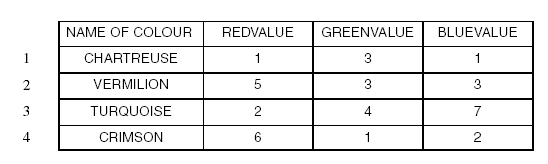 NAME OF COLOUR REDVALUE GREENVALUE BLUEVALUE
1 CHARTREUSE 1 3 1
2 VERMILION 5 3 3
3 TURQUOISE 2 4 7
4 CRIMSON 6 1 2